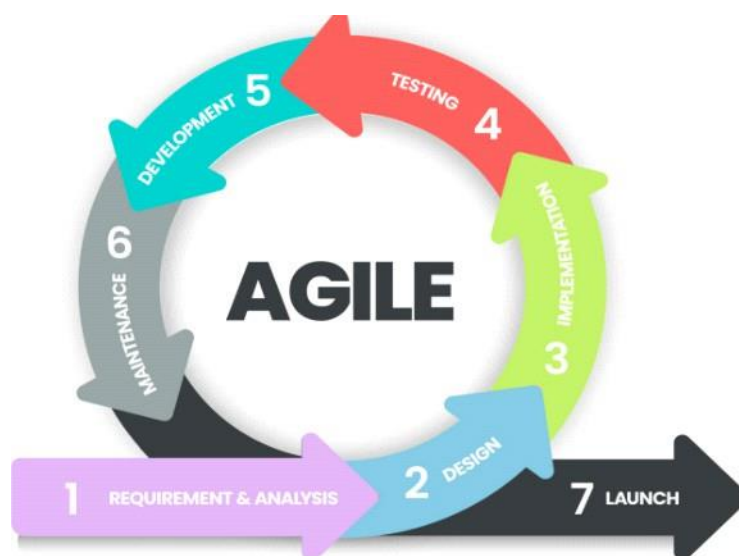 AGILE
1 REQUIREMENT & ANALYSIS
2 DESIGN
3 IMPLEMENTATION
4 TESTING
5 DEVELOPMENT
6 MAINTENANCE
7 LAUNCH